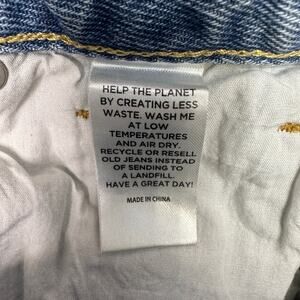 HELP THE PLANET
BY CREATING LESS
WASTE. WASH ME
AT LOW
TEMPERATURES
AND AIR DRY.
RECYCLE OR RESELL
OLD JEANS INSTEAD
OF SENDING TO
A LANDFILL.
HAVE A GREAT DAY!
MADE IN CHINA